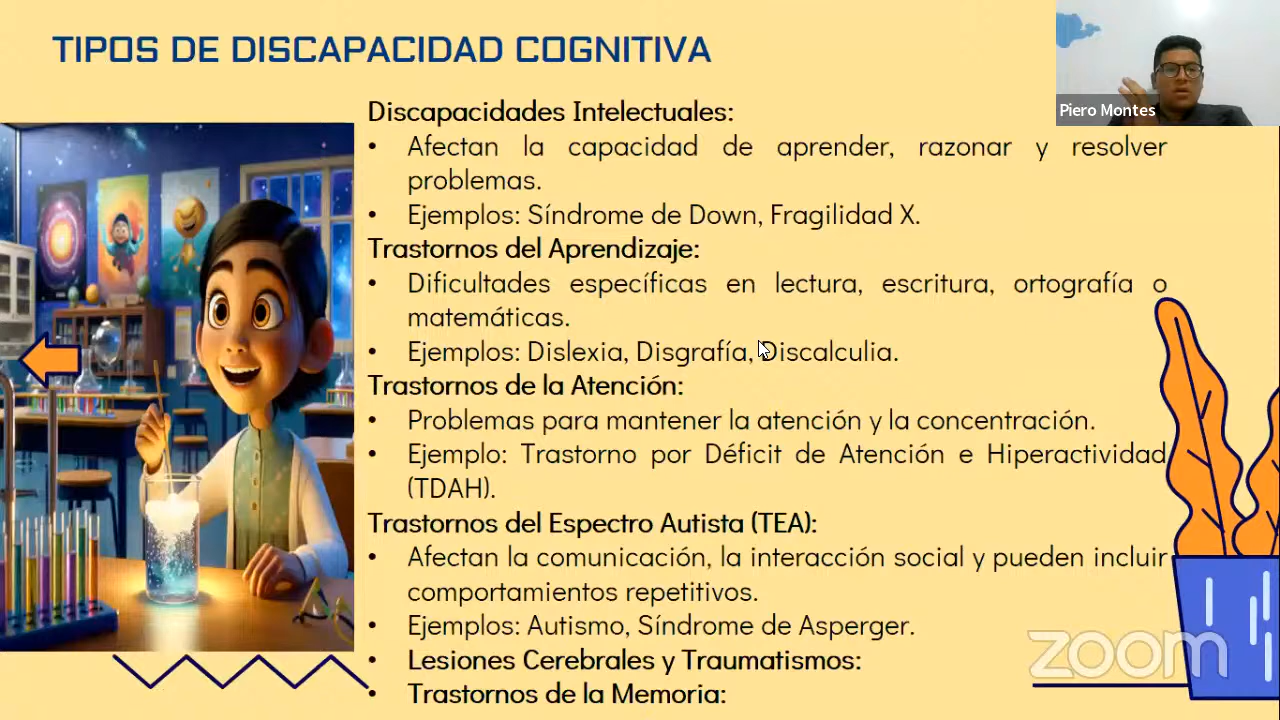 TIPOS DE DISCAPACIDAD COGNITIVA
Piero Montes
Discapacidades Intelectuales:
• Afectan la capacidad de aprender, razonar y resolver
problemas.
• Ejemplos: Síndrome de Down, Fragilidad X.
Trastornos del Aprendizaje:
• Dificultades específicas en lectura, escritura, ortografía o
matemáticas.
• Ejemplos: Dislexia, Disgrafía, Discalculia.
Trastornos de la Atención:
• Problemas para mantener la atención y la concentración.
• Ejemplo: Trastorno por Déficit de Atención e Hiperactividad
(TDAH).
Trastornos del Espectro Autista (TEA):
• Afectan la comunicación, la interacción social y pueden incluir
comportamientos repetitivos.
• Ejemplos: Autismo, Síndrome de Asperger.
• Lesiones Cerebrales y Traumatismos:
• Trastornos de la Memoria:
zoom